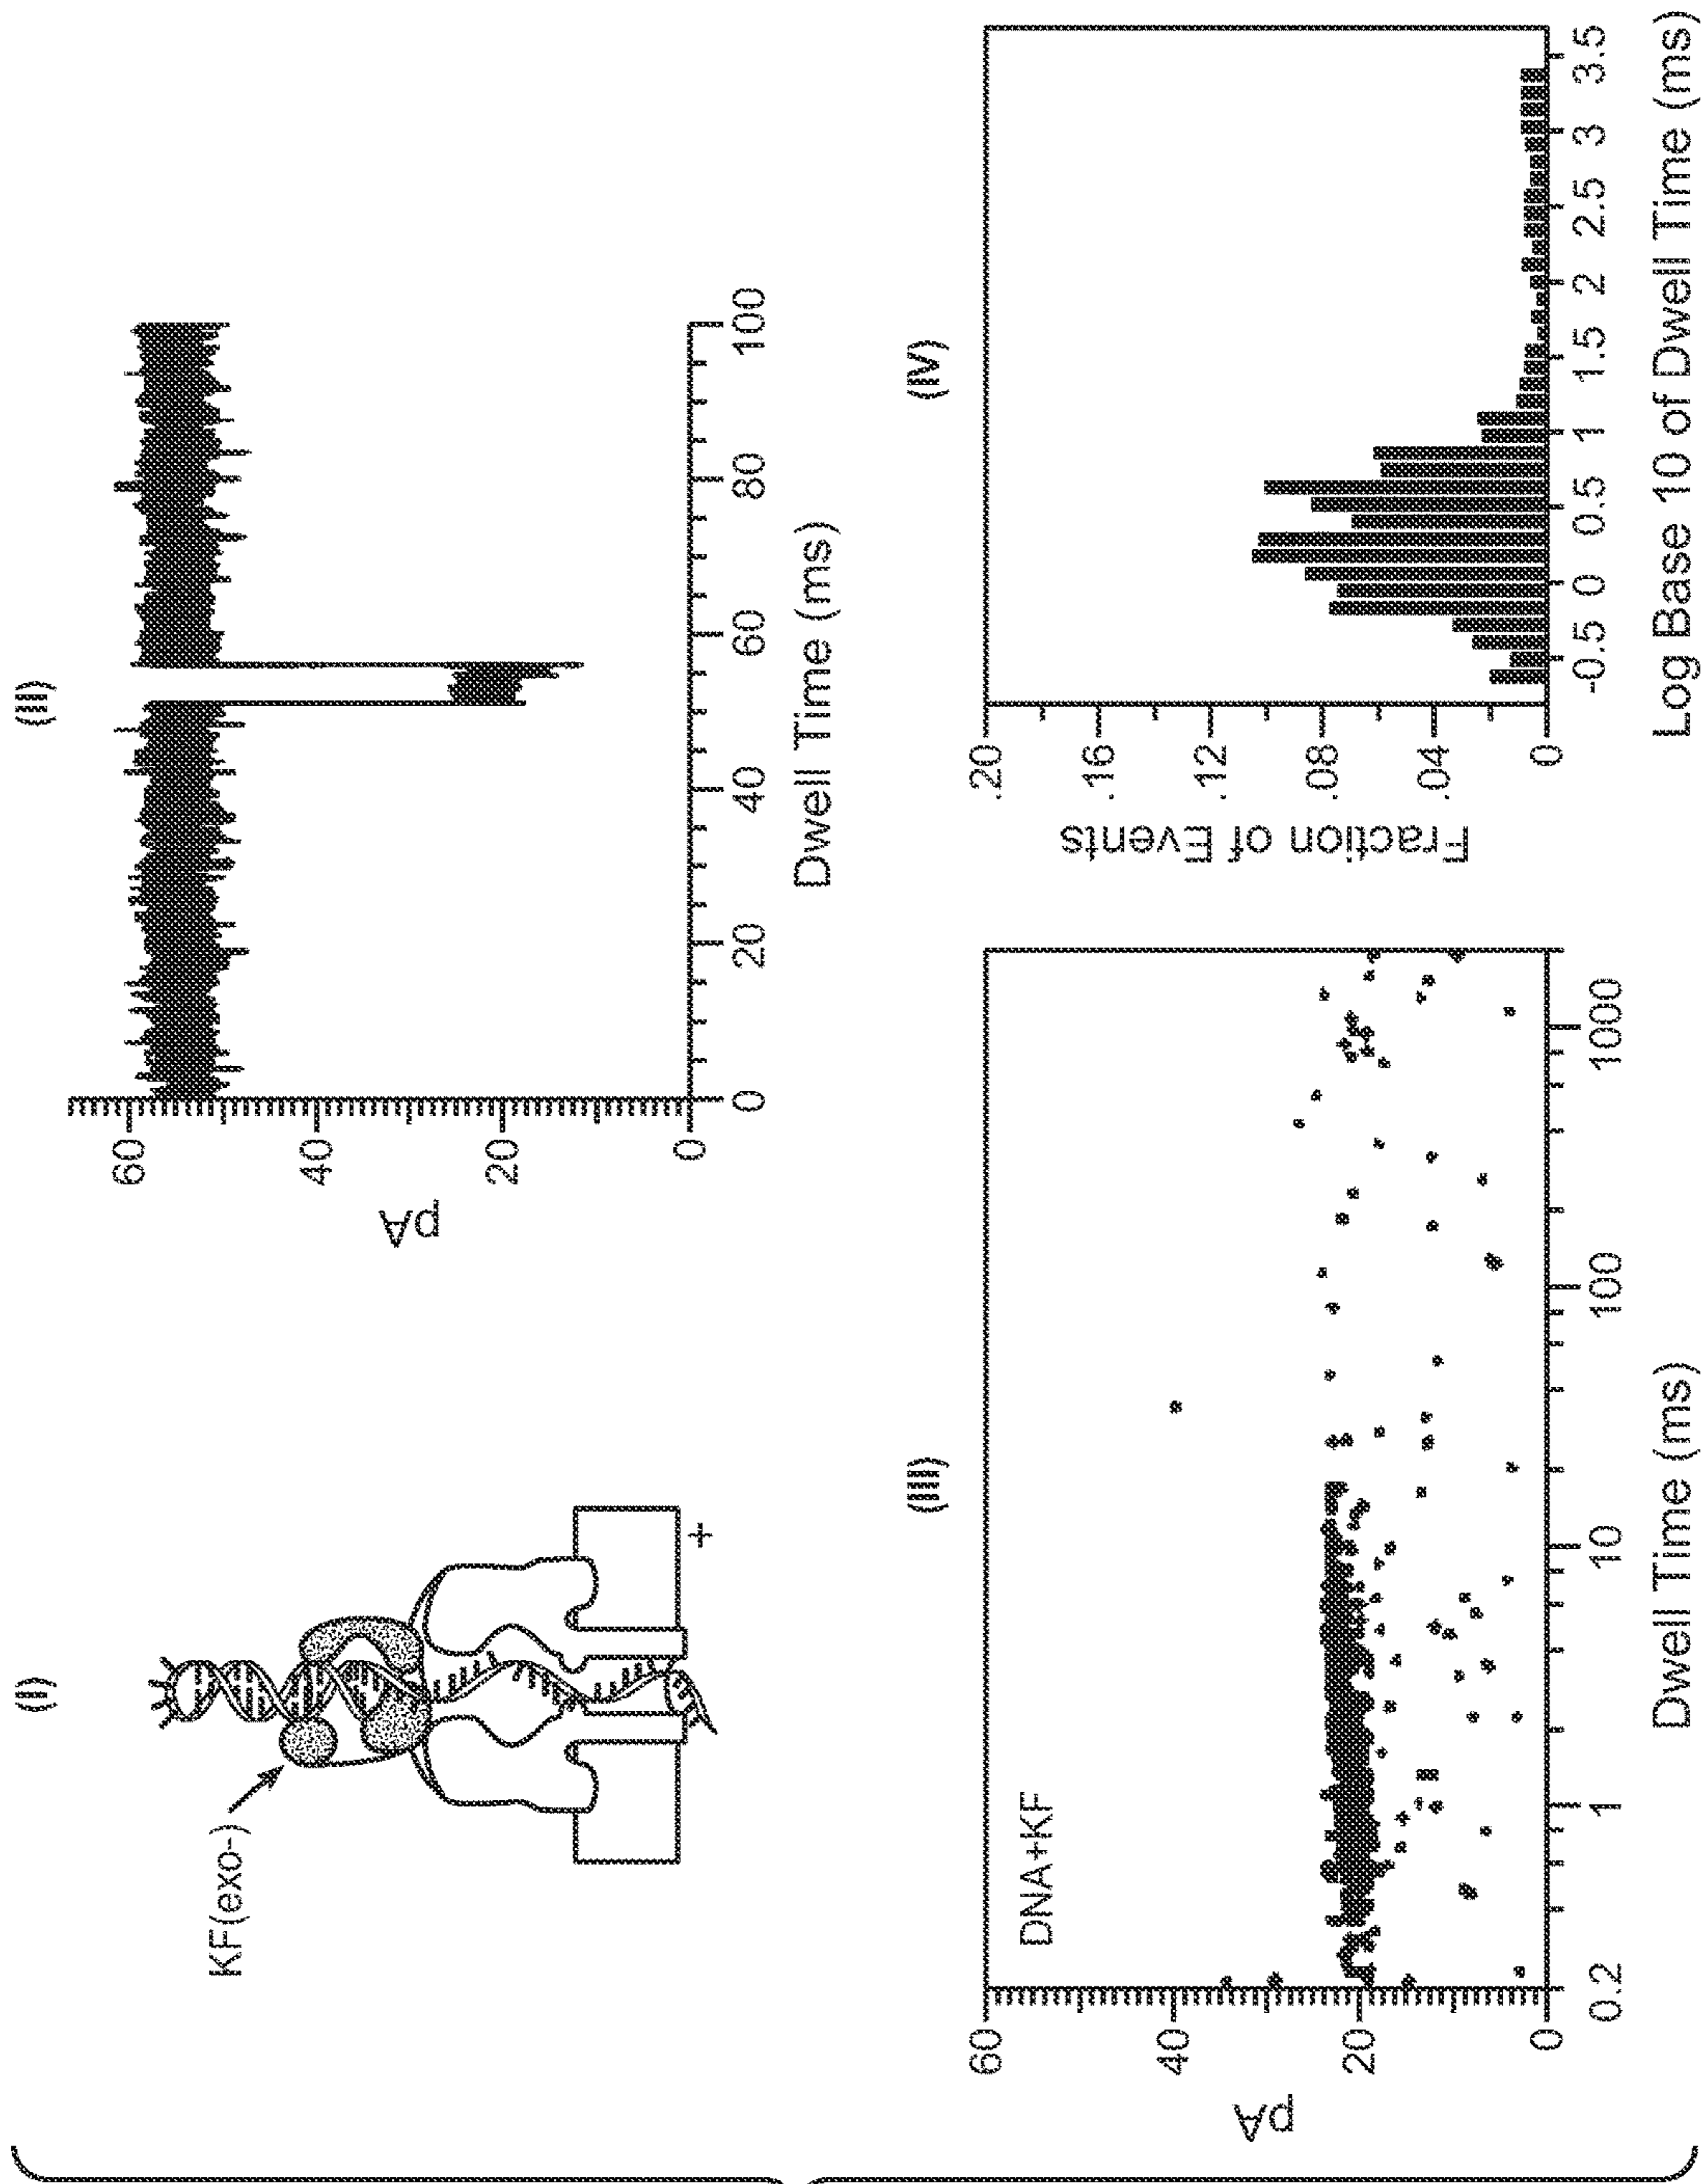 (I)
KF(exo-)
+
(II)
60
40
20
0
pA
0
20
40
60
80
100
Dwell Time (ms)
(III)
DNA+KF
60
40
20
0
pA
0.2
1
10
100
1000
Dwell Time (ms)
(IV)
.20
.16
.12
.08
.04
0
Fraction of Events
-0.5
0
0.5
1
1.5
2
2.5
3
3.5
Log Base 10 of Dwell Time (ms)